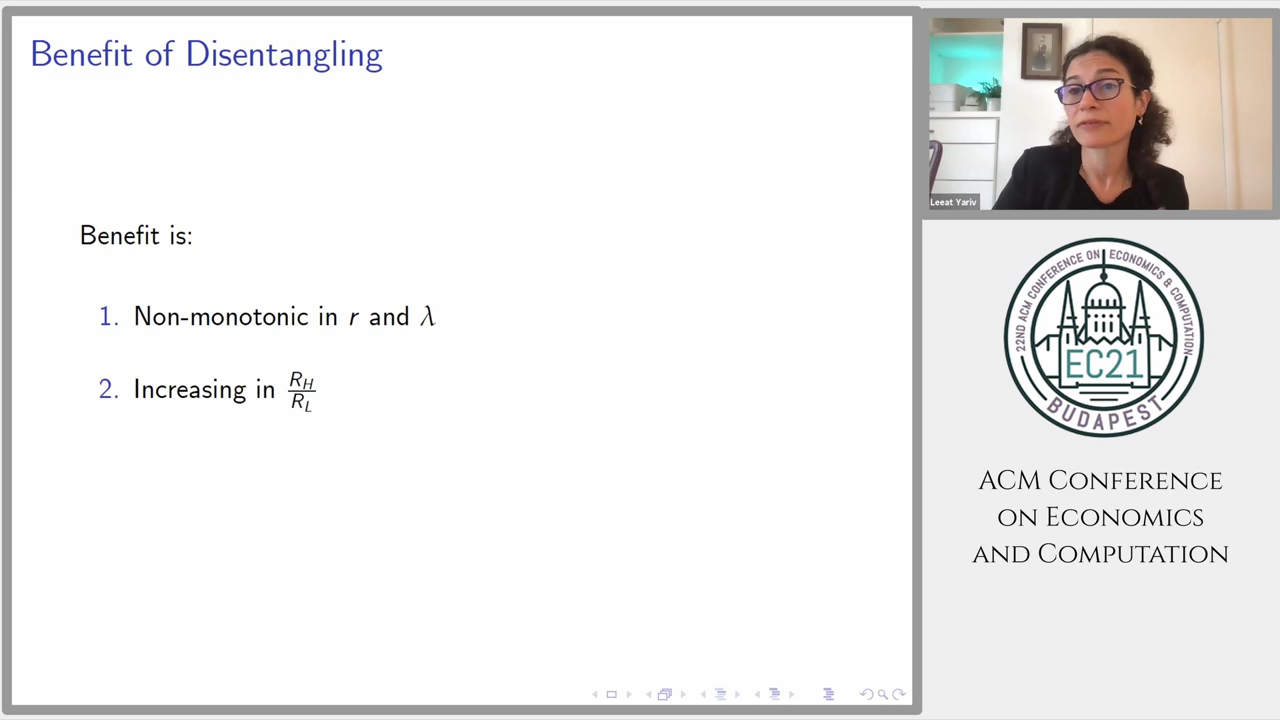 Benefit of Disentangling
Benefit is:
1. Non-monotonic in r and λ
2. Increasing in R_H/R_L
Leeat Yariv
22ND ACM CONFERENCE ON ECONOMICS & COMPUTATION
EC21
BUDAPEST
ACM Conference
on Economics
and Computation